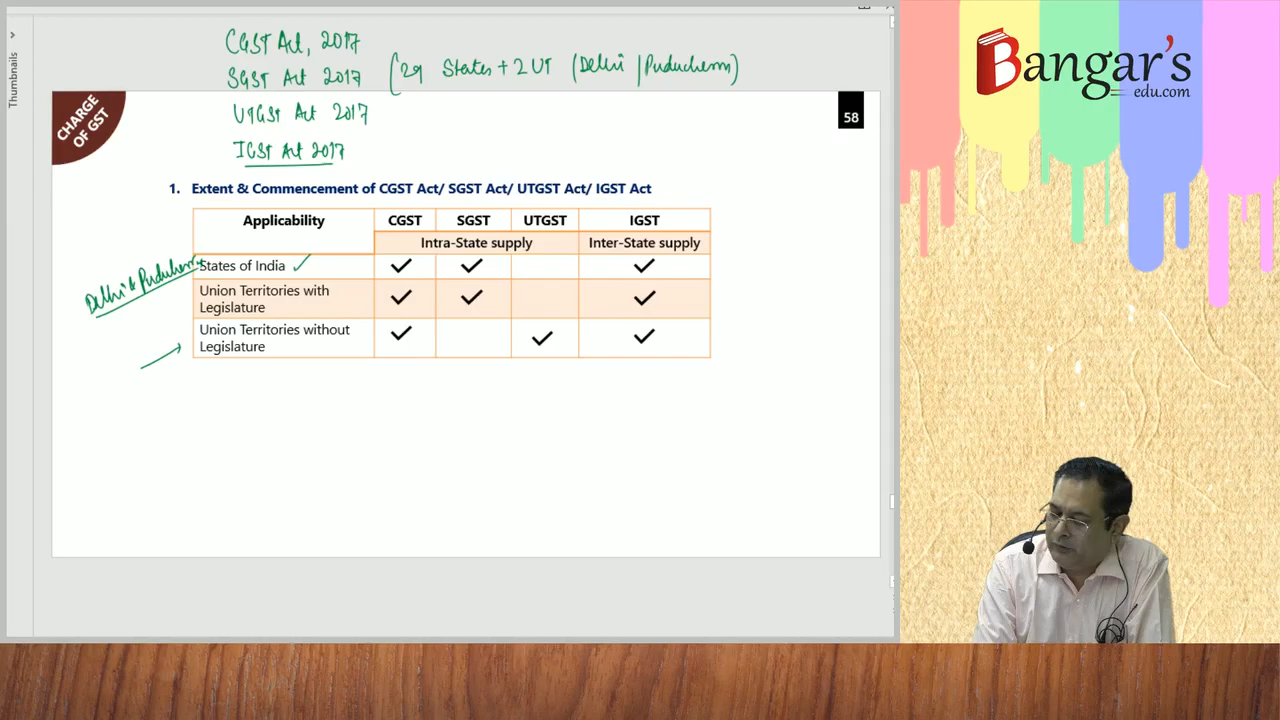 Thumbnails
CGST Act, 2017
SGST Act 2017 (29 States + 2 UT (Delhi / Puducherry)
UTGST Act 2017
IGST Act 2017
CHARGE
OF GST
58
Bangar's
edu.com
1. Extent & Commencement of CGST Act/ SGST Act/ UTGST Act/ IGST Act
Applicability CGST SGST UTGST IGST
Intra-State supply Inter-State supply
States of India ✓ ✓ ✓ ✓
Delhi & Puducherry
Union Territories with
Legislature ✓ ✓ ✓
Union Territories without
Legislature ✓ ✓ ✓